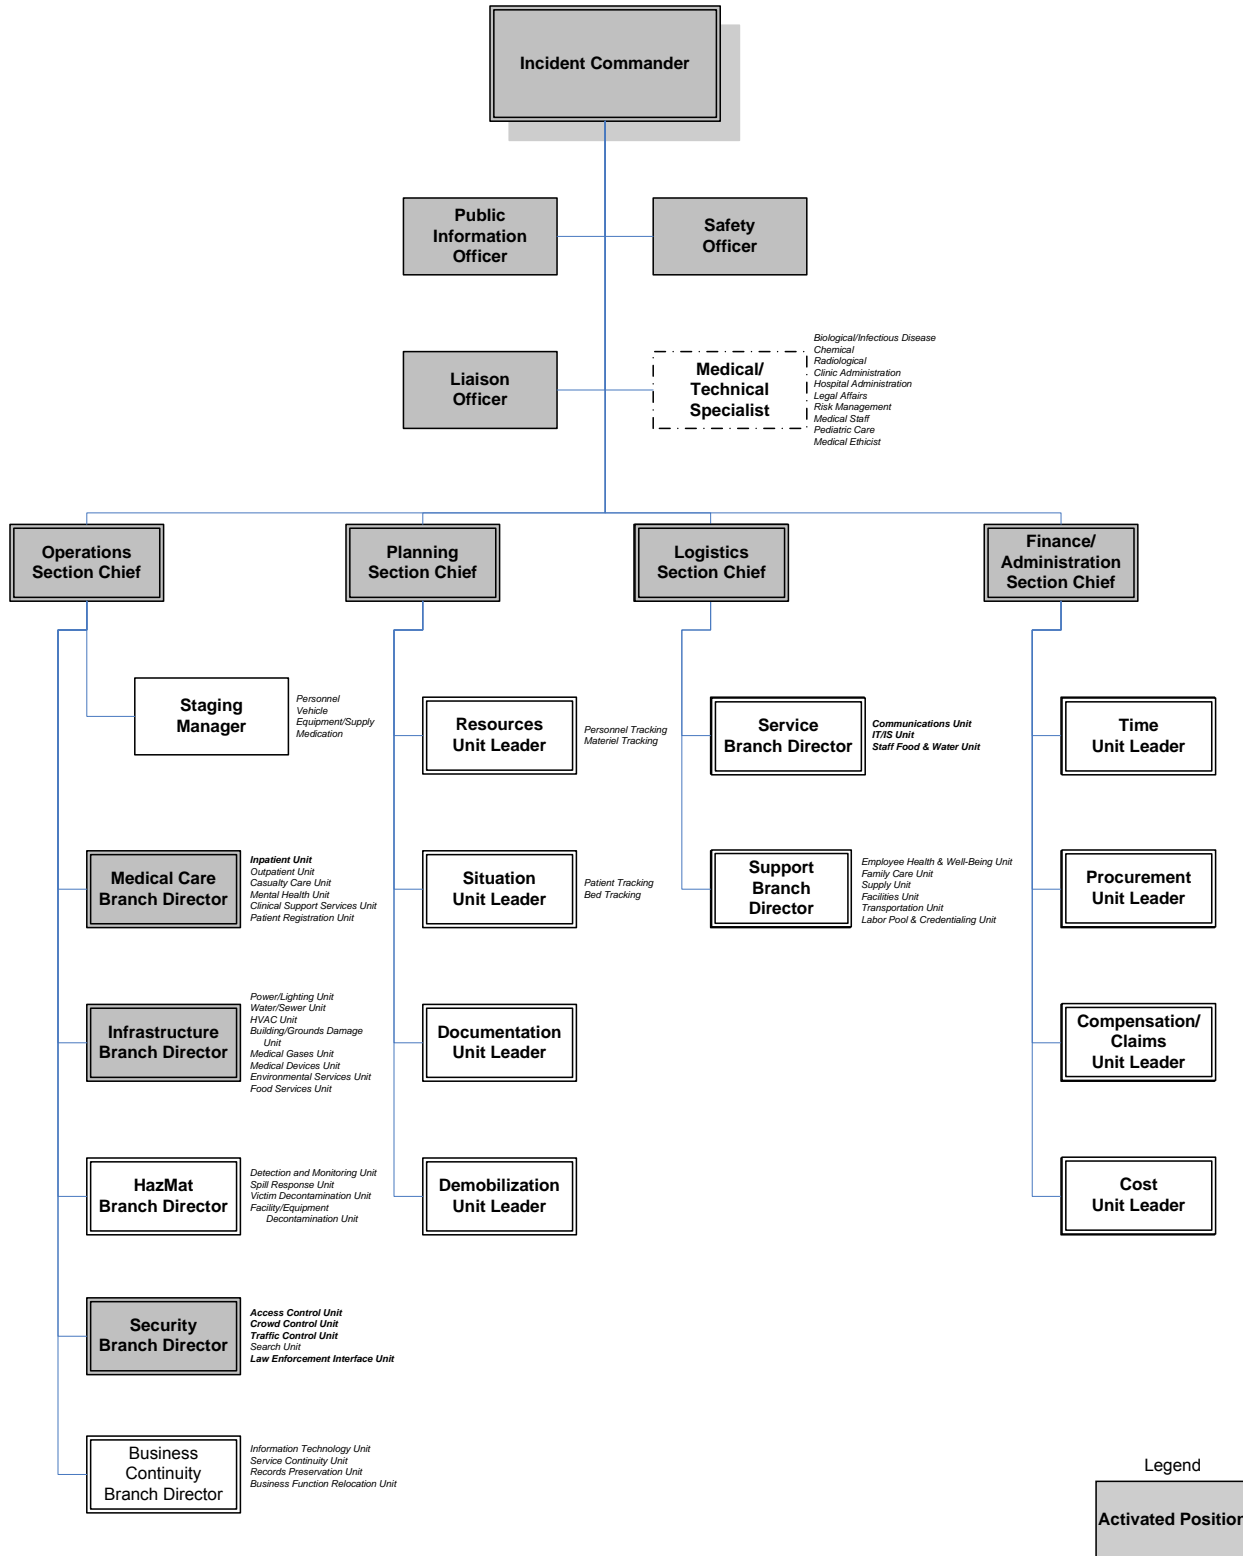 Incident Commander
Public
Information
Officer
Safety
Officer
Liaison
Officer
Medical/
Technical
Specialist
Biological/Infectious Disease
Chemical
Radiological
Clinic Administration
Hospital Administration
Legal Affairs
Risk Management
Medical Staff
Pediatric Care
Medical Ethicist
Operations
Section Chief
Planning
Section Chief
Logistics
Section Chief
Finance/
Administration
Section Chief
Staging
Manager
Personnel
Vehicle
Equipment/Supply
Medication
Resources
Unit Leader
Personnel Tracking
Materiel Tracking
Service
Branch Director
Communications Unit
IT/IS Unit
Staff Food & Water Unit
Time
Unit Leader
Medical Care
Branch Director
Inpatient Unit
Outpatient Unit
Casualty Care Unit
Mental Health Unit
Clinical Support Services Unit
Patient Registration Unit
Situation
Unit Leader
Patient Tracking
Bed Tracking
Support
Branch
Director
Employee Health & Well-Being Unit
Family Care Unit
Supply Unit
Facilities Unit
Transportation Unit
Labor Pool & Credentialing Unit
Procurement
Unit Leader
Infrastructure
Branch Director
Power/Lighting Unit
Water/Sewer Unit
HVAC Unit
Building/Grounds Damage
Unit
Medical Gases Unit
Medical Devices Unit
Environmental Services Unit
Food Services Unit
Documentation
Unit Leader
Compensation/
Claims
Unit Leader
HazMat
Branch Director
Detection and Monitoring Unit
Spill Response Unit
Victim Decontamination Unit
Facility/Equipment
Decontamination Unit
Demobilization
Unit Leader
Cost
Unit Leader
Security
Branch Director
Access Control Unit
Crowd Control Unit
Traffic Control Unit
Search Unit
Law Enforcement Interface Unit
Business
Continuity
Branch Director
Information Technology Unit
Service Continuity Unit
Records Preservation Unit
Business Function Relocation Unit
Legend
Activated Position